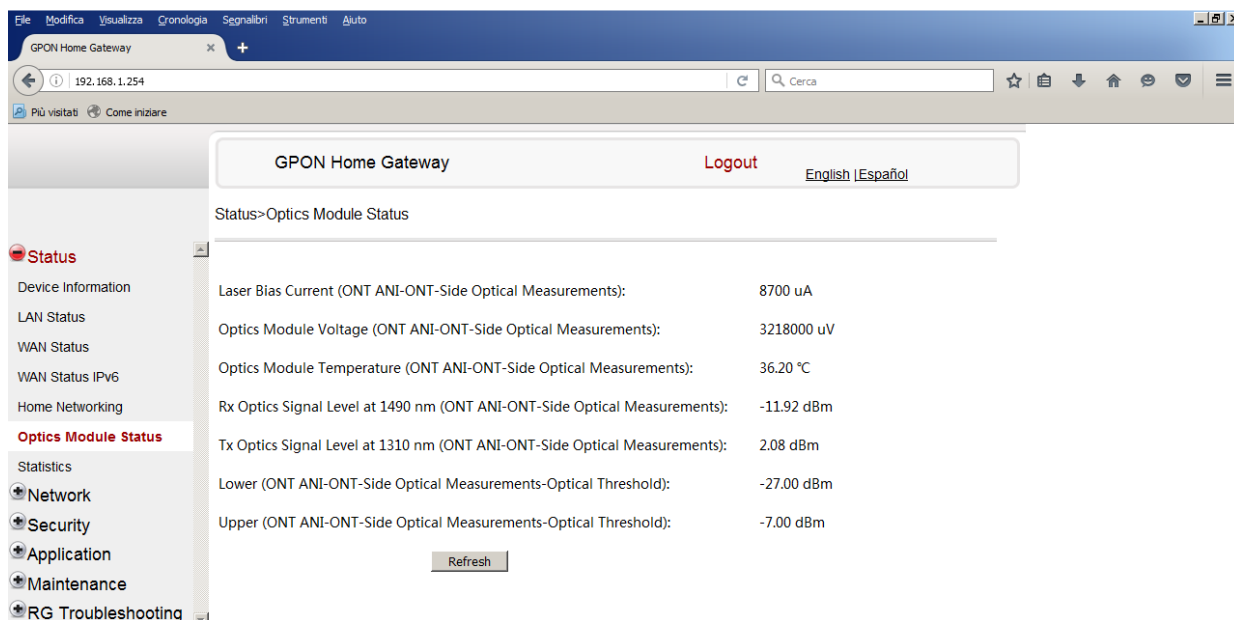 File Modifica Visualizza Cronologia Segnalibri Strumenti Aiuto
GPON Home Gateway
192.168.1.254
Cerca
Più visitati Come iniziare
GPON Home Gateway Logout English | Español
Status>Optics Module Status
Status
Device Information
LAN Status
WAN Status
WAN Status IPv6
Home Networking
Optics Module Status
Statistics
Network
Security
Application
Maintenance
RG Troubleshooting
Laser Bias Current (ONT ANI-ONT-Side Optical Measurements): 8700 uA
Optics Module Voltage (ONT ANI-ONT-Side Optical Measurements): 3218000 uV
Optics Module Temperature (ONT ANI-ONT-Side Optical Measurements): 36.20 ℃
Rx Optics Signal Level at 1490 nm (ONT ANI-ONT-Side Optical Measurements): -11.92 dBm
Tx Optics Signal Level at 1310 nm (ONT ANI-ONT-Side Optical Measurements): 2.08 dBm
Lower (ONT ANI-ONT-Side Optical Measurements-Optical Threshold): -27.00 dBm
Upper (ONT ANI-ONT-Side Optical Measurements-Optical Threshold): -7.00 dBm
Refresh